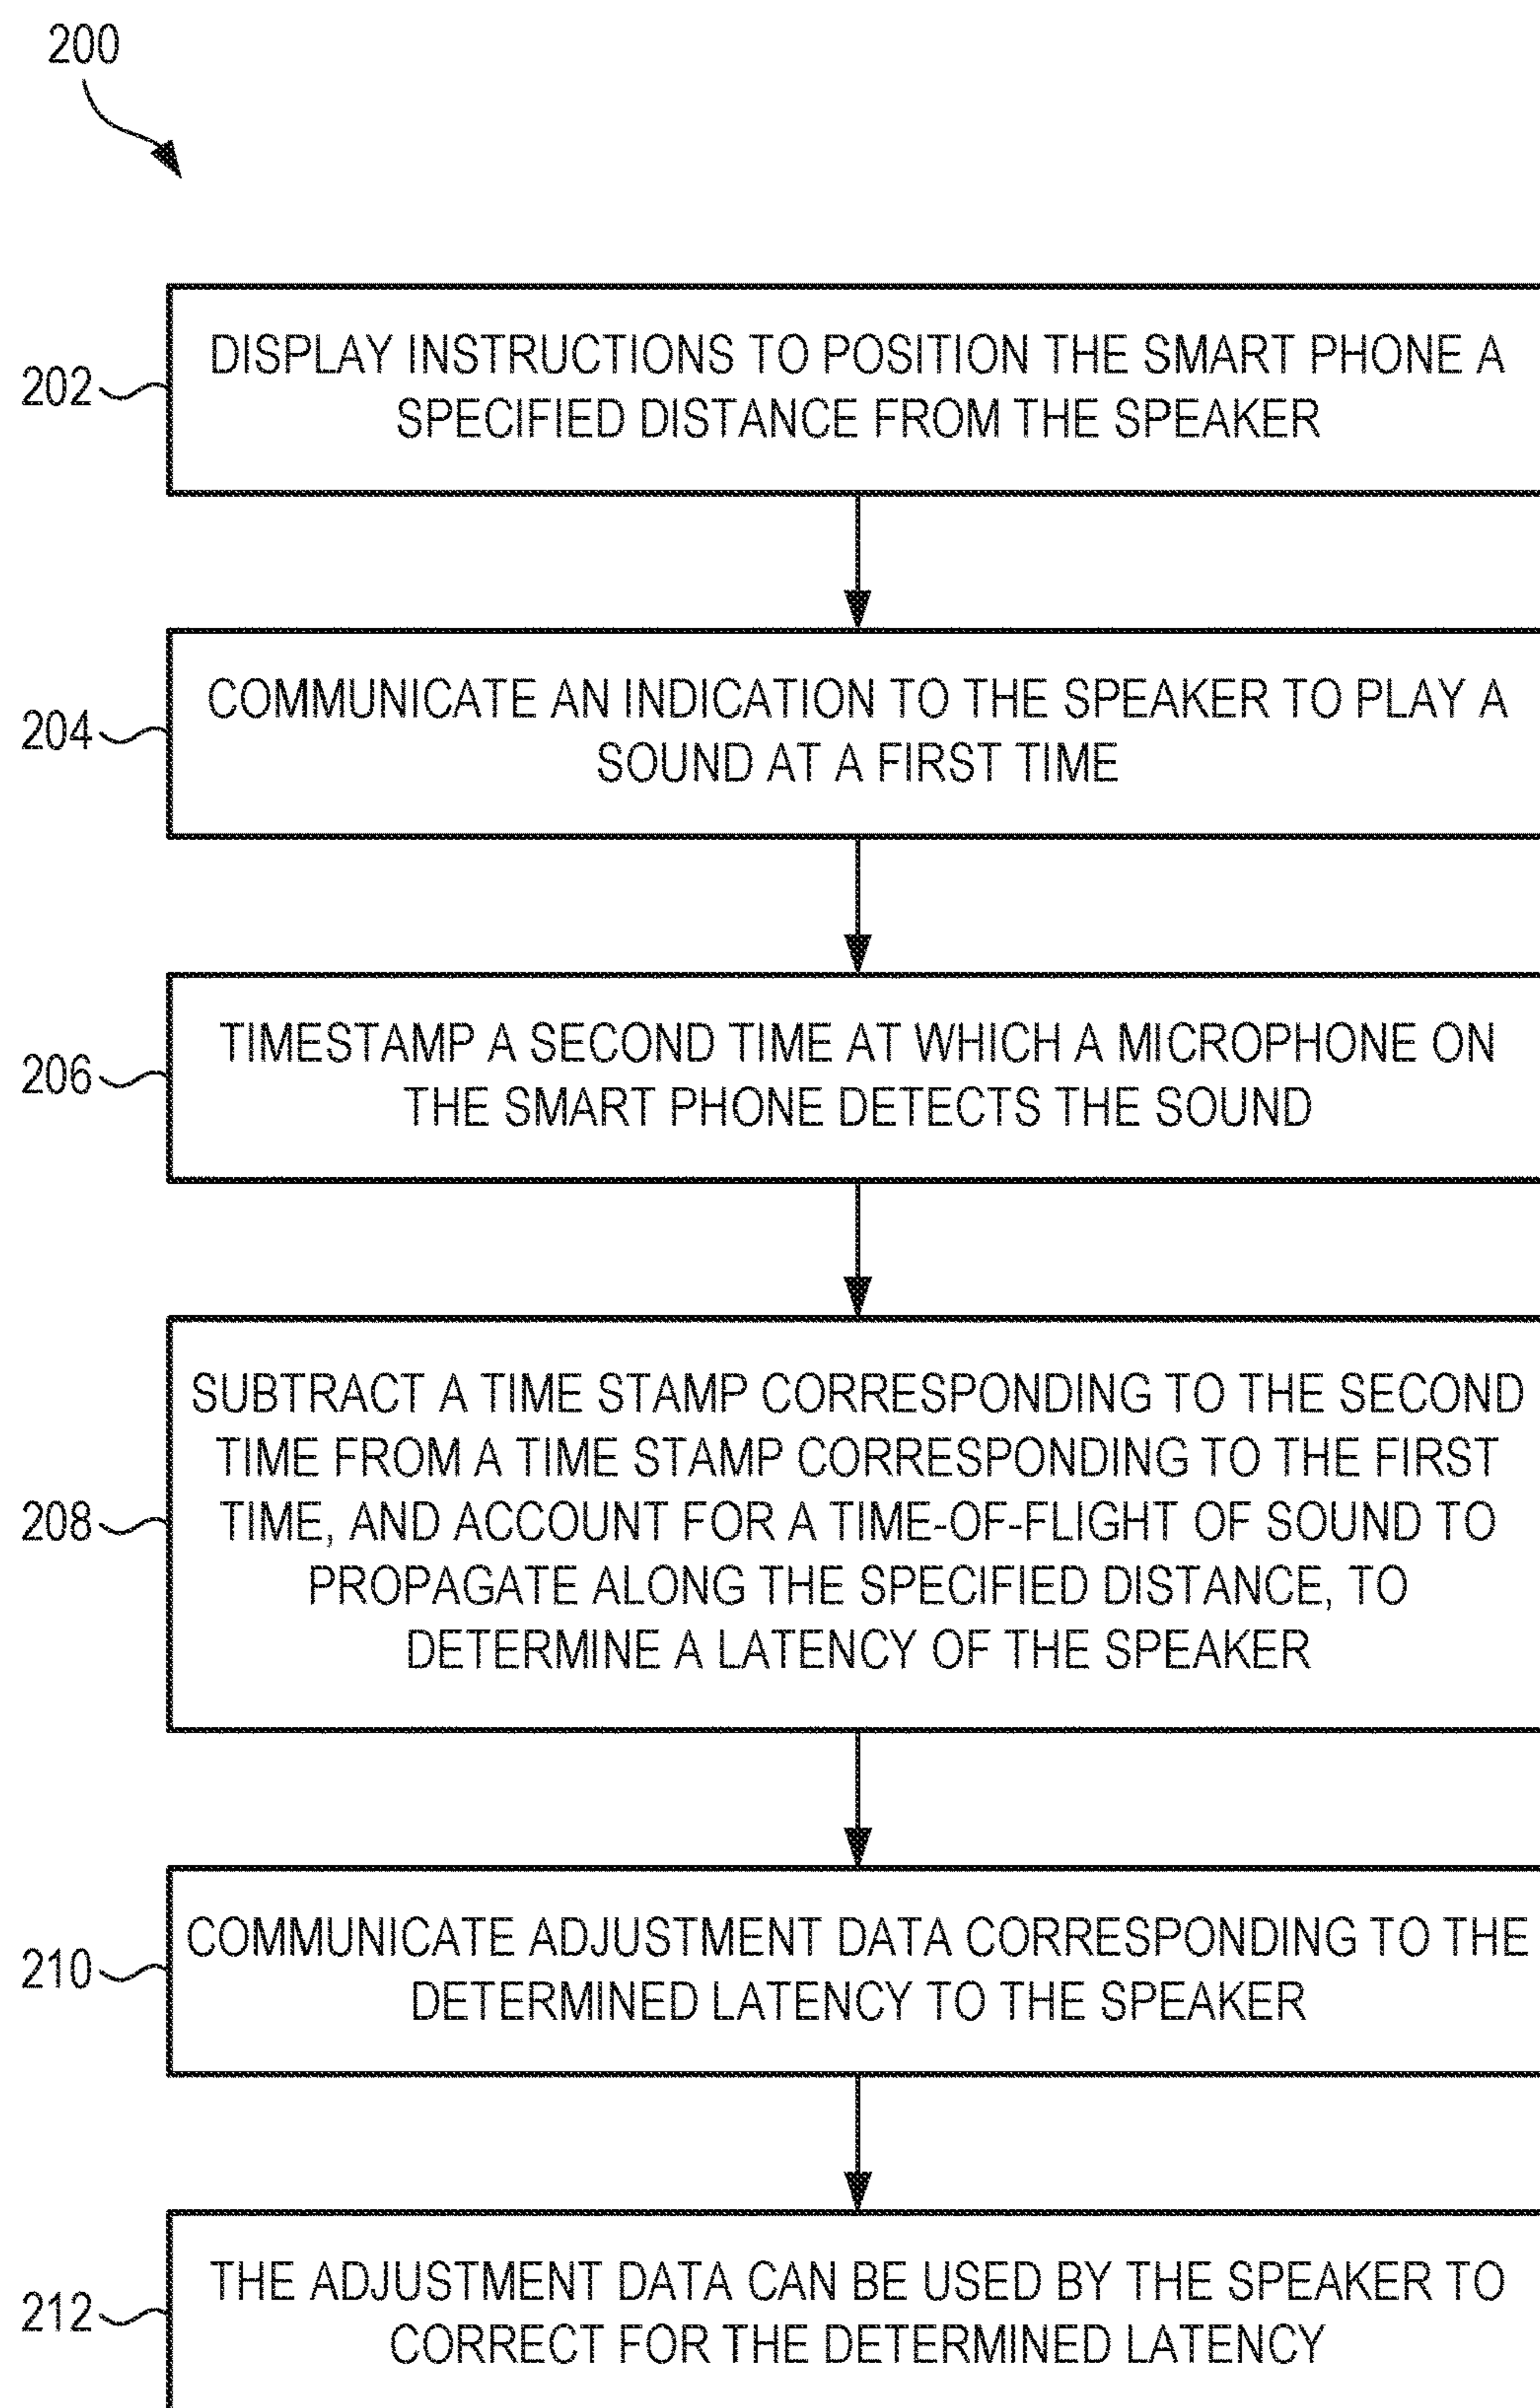 200
202
DISPLAY INSTRUCTIONS TO POSITION THE SMART PHONE A
SPECIFIED DISTANCE FROM THE SPEAKER
204
COMMUNICATE AN INDICATION TO THE SPEAKER TO PLAY A
SOUND AT A FIRST TIME
206
TIMESTAMP A SECOND TIME AT WHICH A MICROPHONE ON
THE SMART PHONE DETECTS THE SOUND
208
SUBTRACT A TIME STAMP CORRESPONDING TO THE SECOND
TIME FROM A TIME STAMP CORRESPONDING TO THE FIRST
TIME, AND ACCOUNT FOR A TIME-OF-FLIGHT OF SOUND TO
PROPAGATE ALONG THE SPECIFIED DISTANCE, TO
DETERMINE A LATENCY OF THE SPEAKER
210
COMMUNICATE ADJUSTMENT DATA CORRESPONDING TO THE
DETERMINED LATENCY TO THE SPEAKER
212
THE ADJUSTMENT DATA CAN BE USED BY THE SPEAKER TO
CORRECT FOR THE DETERMINED LATENCY